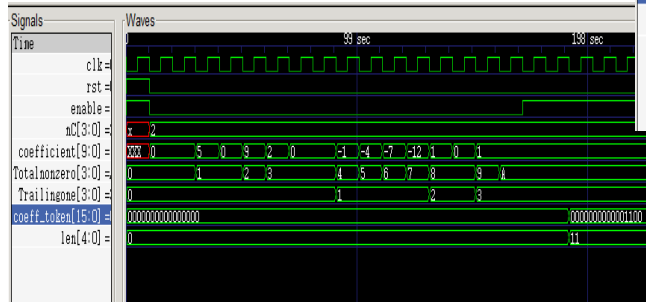 Signals Waves
Time 0 99 sec 198 sec
clk =
rst =
enable =
nC[3:0] = x 2
coefficient[9:0] = XXX 0 5 0 9 2 0 -1 -4 -7 -12 1 0 1
Totalnonzero[3:0] = 0 1 2 3 4 5 6 7 8 9 A
Trailingone[3:0] = 0 1 2 3
coeff_token[15:0] = 0000000000000000 0000000000001100
len[4:0] = 0 11